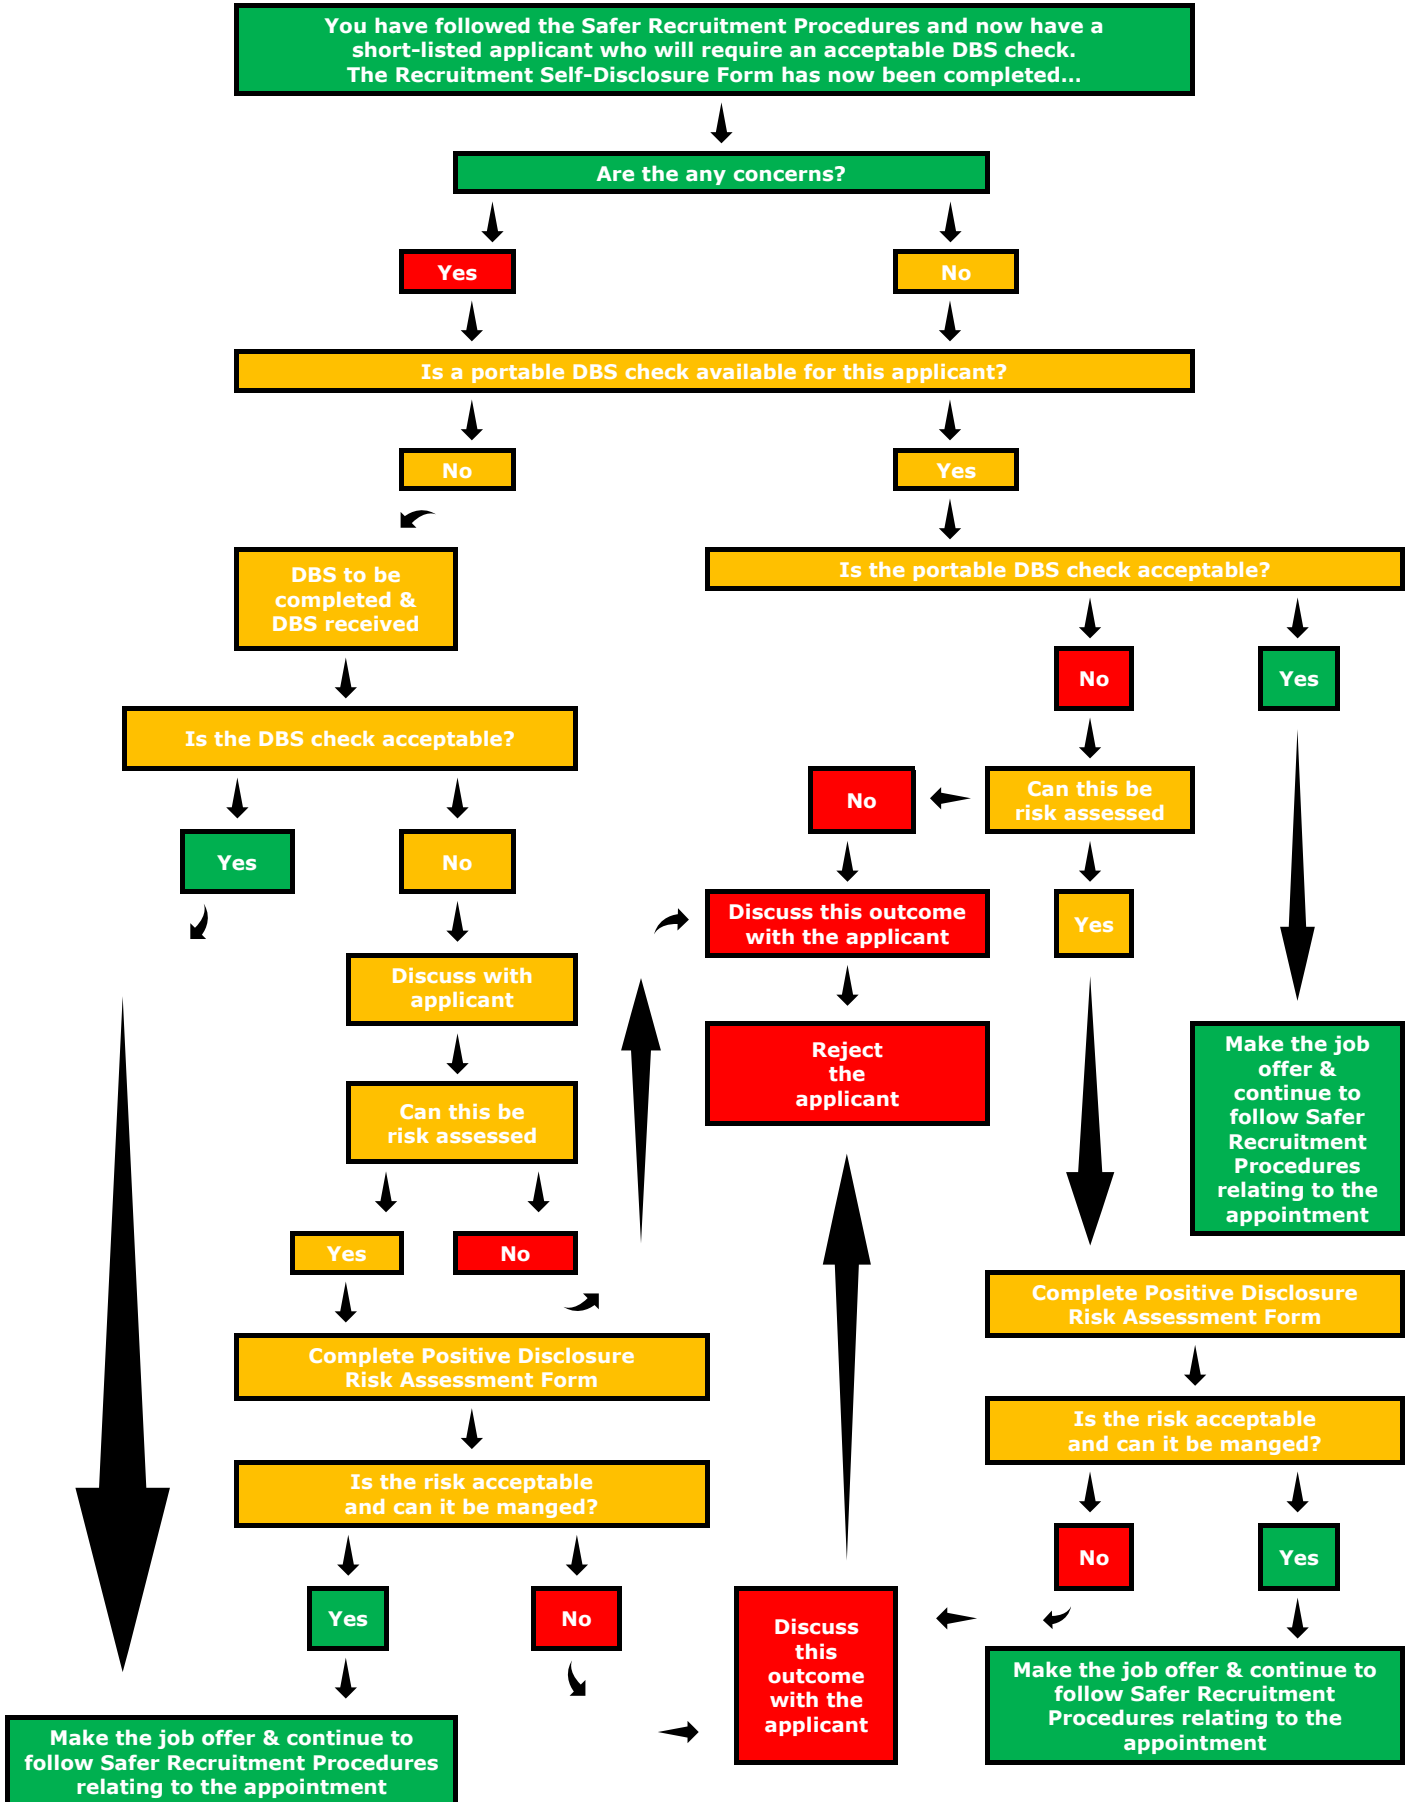 You have followed the Safer Recruitment Procedures and now have a
short-listed applicant who will require an acceptable DBS check.
The Recruitment Self-Disclosure Form has now been completed...
Are the any concerns?
Yes
No
Is a portable DBS check available for this applicant?
No
Yes
DBS to be
completed &
DBS received
Is the portable DBS check acceptable?
No
Yes
Is the DBS check acceptable?
Can this be
risk assessed
No
Yes
No
Discuss this outcome
with the applicant
Yes
Discuss with
applicant
Reject
the
applicant
Make the job
offer &
continue to
follow Safer
Recruitment
Procedures
relating to the
appointment
Can this be
risk assessed
Yes
No
Complete Positive Disclosure
Risk Assessment Form
Complete Positive Disclosure
Risk Assessment Form
Is the risk acceptable
and can it be manged?
Is the risk acceptable
and can it be manged?
No
Yes
Yes
No
Discuss
this
outcome
with the
applicant
Make the job offer & continue to
follow Safer Recruitment
Procedures relating to the
appointment
Make the job offer & continue to
follow Safer Recruitment Procedures
relating to the appointment